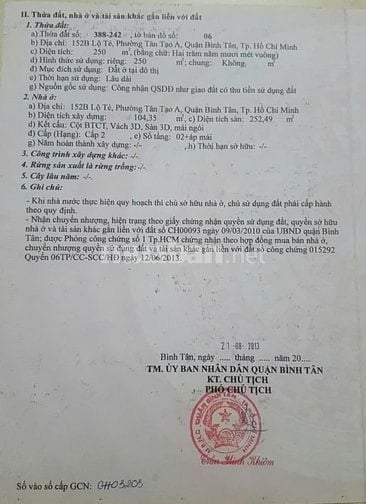 II. Thửa đất, nhà ở và tài sản khác gắn liền với đất
1. Thửa đất:
a) Thửa đất số: 388-242 tờ bản đồ số: 06
b) Địa chỉ: 152B Lộ Tẻ, Phường Tân Tạo A, Quận Bình Tân, Tp. Hồ Chí Minh
c) Diện tích: 250 m², (bằng chữ: Hai trăm năm mươi mét vuông)
d) Hình thức sử dụng: riêng: 250 m²; chung: Không. m²
đ) Mục đích sử dụng: Đất ở tại đô thị
e) Thời hạn sử dụng: Lâu dài
g) Nguồn gốc sử dụng: Công nhận QSDĐ như giao đất có thu tiền sử dụng đất
2. Nhà ở:
a) Địa chỉ: 152B Lộ Tẻ, Phường Tân Tạo A, Quận Bình Tân, Tp. Hồ Chí Minh
b) Diện tích xây dựng: 104,35 m², c) Diện tích sàn: 252,49 m²
d) Kết cấu: Cột BTCT, Vách 3D, Sàn 3D, mái ngói
đ) Cấp (Hạng): Cấp 2 , e) Số tầng: 02+áp mái
g) Năm hoàn thành xây dựng: -/- ,h) Thời hạn sở hữu: -/-
3. Công trình xây dựng khác: -/-
4. Rừng sản xuất là rừng trồng: -/-
5. Cây lâu năm: -/-
6. Ghi chú:
- Khi nhà nước thực hiện quy hoạch thì chủ sở hữu nhà ở, chủ sử dụng đất phải chấp hành
theo quy định.
- Nhận chuyển nhượng, hiện trạng theo giấy chứng nhận quyền sử dụng đất, quyền sở hữu
nhà ở và tài sản khác gắn liền với đất số CH00093 ngày 09/03/2010 của UBND quận Bình
Tân; được Phòng công chứng số 1 Tp.HCM chứng nhận theo hợp đồng mua bán nhà ở,
chuyển nhượng quyền sử dụng đất và tài sản gắn liền với đất số công chứng 015292
Quyển 06TP/CC-SCC/HĐ ngày 12/06/2013.
21 -08- 2013
Bình Tân, ngày ..... tháng ..... năm 20....
TM. ỦY BAN NHÂN DÂN QUẬN BÌNH TÂN
KT. CHỦ TỊCH
PHÓ CHỦ TỊCH
Trần Minh Khiêm
Số vào sổ cấp GCN: CH03203